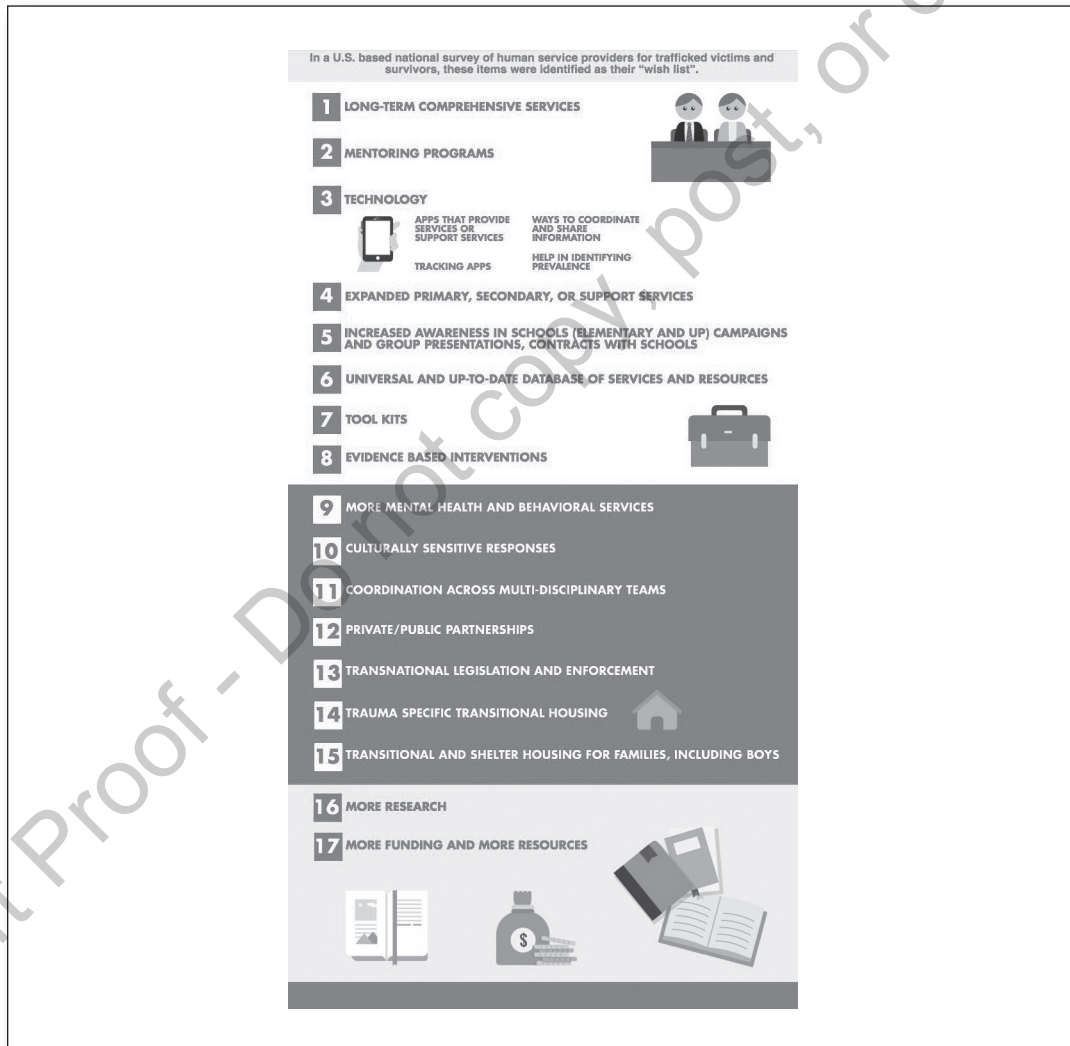 In a U.S. based national survey of human service providers for trafficked victims and
survivors, these items were identified as their “wish list”.
1 LONG-TERM COMPREHENSIVE SERVICES
2 MENTORING PROGRAMS
3 TECHNOLOGY
APPS THAT PROVIDE
SERVICES OR
SUPPORT SERVICES
WAYS TO COORDINATE
AND SHARE
INFORMATION
TRACKING APPS
HELP IN IDENTIFYING
PREVALENCE
4 EXPANDED PRIMARY, SECONDARY, OR SUPPORT SERVICES
5 INCREASED AWARENESS IN SCHOOLS (ELEMENTARY AND UP) CAMPAIGNS
AND GROUP PRESENTATIONS, CONTRACTS WITH SCHOOLS
6 UNIVERSAL AND UP-TO-DATE DATABASE OF SERVICES AND RESOURCES
7 TOOL KITS
8 EVIDENCE BASED INTERVENTIONS
9 MORE MENTAL HEALTH AND BEHAVIORAL SERVICES
10 CULTURALLY SENSITIVE RESPONSES
11 COORDINATION ACROSS MULTI-DISCIPLINARY TEAMS
12 PRIVATE/PUBLIC PARTNERSHIPS
13 TRANSNATIONAL LEGISLATION AND ENFORCEMENT
14 TRAUMA SPECIFIC TRANSITIONAL HOUSING
15 TRANSITIONAL AND SHELTER HOUSING FOR FAMILIES, INCLUDING BOYS
16 MORE RESEARCH
17 MORE FUNDING AND MORE RESOURCES
$
Proof - Do not copy, post, or